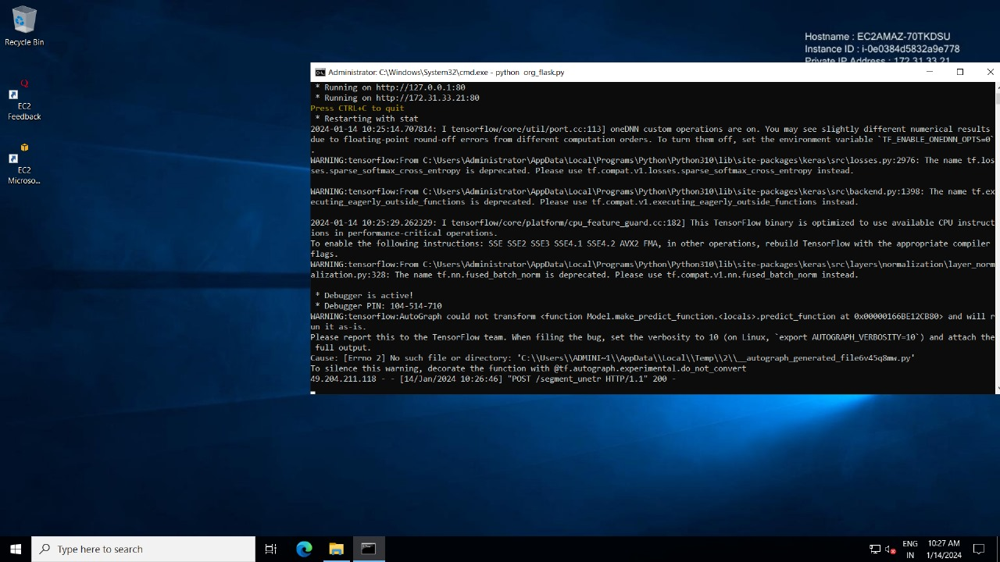 Recycle Bin
EC2
Feedback
EC2
Microso...
Hostname : EC2AMAZ-70TKDSU
Instance ID : i-0e0384d5832a9e778
Private IP Address : 172.31.33.21
Administrator: C:\Windows\System32\cmd.exe - python  org_flask.py
* Running on http://127.0.0.1:80
* Running on http://172.31.33.21:80
Press CTRL+C to quit
* Restarting with stat
2024-01-14 10:25:14.707814: I tensorflow/core/util/port.cc:113] oneDNN custom operations are on. You may see slightly different numerical results
due to floating-point round-off errors from different computation orders. To turn them off, set the environment variable `TF_ENABLE_ONEDNN_OPTS=0`
.
WARNING:tensorflow:From C:\Users\Administrator\AppData\Local\Programs\Python\Python310\lib\site-packages\keras\src\losses.py:2976: The name tf.los
ses.sparse_softmax_cross_entropy is deprecated. Please use tf.compat.v1.losses.sparse_softmax_cross_entropy instead.
WARNING:tensorflow:From C:\Users\Administrator\AppData\Local\Programs\Python\Python310\lib\site-packages\keras\src\backend.py:1398: The name tf.ex
ecuting_eagerly_outside_functions is deprecated. Please use tf.compat.v1.executing_eagerly_outside_functions instead.
2024-01-14 10:25:29.262329: I tensorflow/core/platform/cpu_feature_guard.cc:182] This TensorFlow binary is optimized to use available CPU instruct
ions in performance-critical operations.
To enable the following instructions: SSE SSE2 SSE3 SSE4.1 SSE4.2 AVX2 FMA, in other operations, rebuild TensorFlow with the appropriate compiler
flags.
WARNING:tensorflow:From C:\Users\Administrator\AppData\Local\Programs\Python\Python310\lib\site-packages\keras\src\layers\normalization\layer_norm
alization.py:328: The name tf.nn.fused_batch_norm is deprecated. Please use tf.compat.v1.nn.fused_batch_norm instead.
* Debugger is active!
* Debugger PIN: 104-514-710
WARNING:tensorflow:AutoGraph could not transform <function Model.make_predict_function.<locals>.predict_function at 0x00000166BE12CB80> and will r
un it as-is.
Please report this to the TensorFlow team. When filing the bug, set the verbosity to 10 (on Linux, `export AUTOGRAPH_VERBOSITY=10`) and attach the
full output.
Cause: [Errno 2] No such file or directory: 'C:\\Users\\ADMINI~1\\AppData\\Local\\Temp\\2\\__autograph_generated_file6v45q8mw.py'
To silence this warning, decorate the function with @tf.autograph.experimental.do_not_convert
49.204.211.118 - - [14/Jan/2024 10:26:46] "POST /segment_unetr HTTP/1.1" 200 -
Type here to search
ENG
IN
10:27 AM
1/14/2024